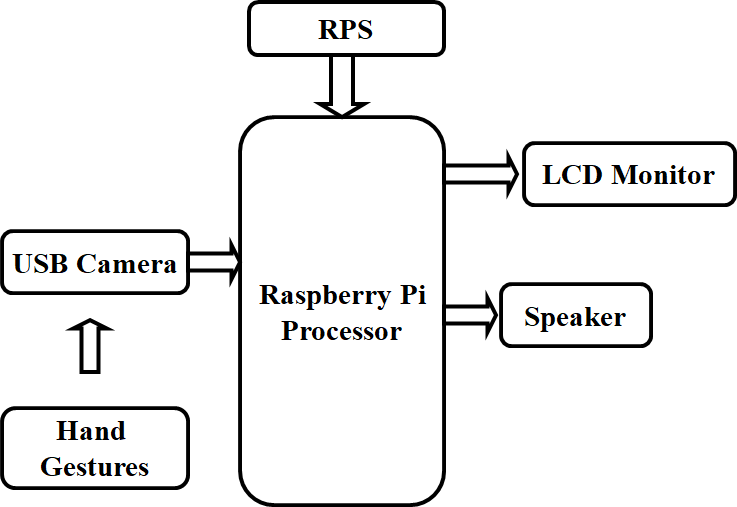 RPS
LCD Monitor
USB Camera
Raspberry Pi
Processor
Speaker
Hand
Gestures